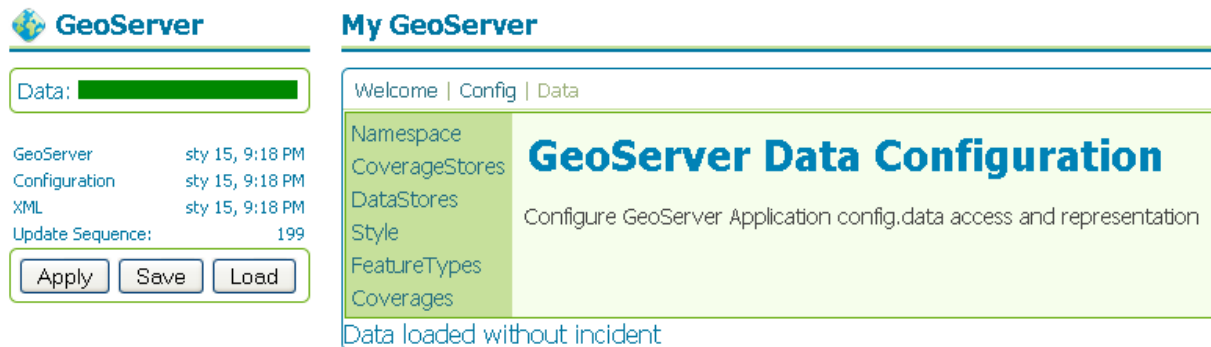 GeoServer
My GeoServer
Data:
Welcome | Config | Data
GeoServer sty 15, 9:18 PM
Configuration sty 15, 9:18 PM
XML sty 15, 9:18 PM
Update Sequence: 199
Apply Save Load
Namespace
CoverageStores
DataStores
Style
FeatureTypes
Coverages
GeoServer Data Configuration
Configure GeoServer Application config.data access and representation
Data loaded without incident